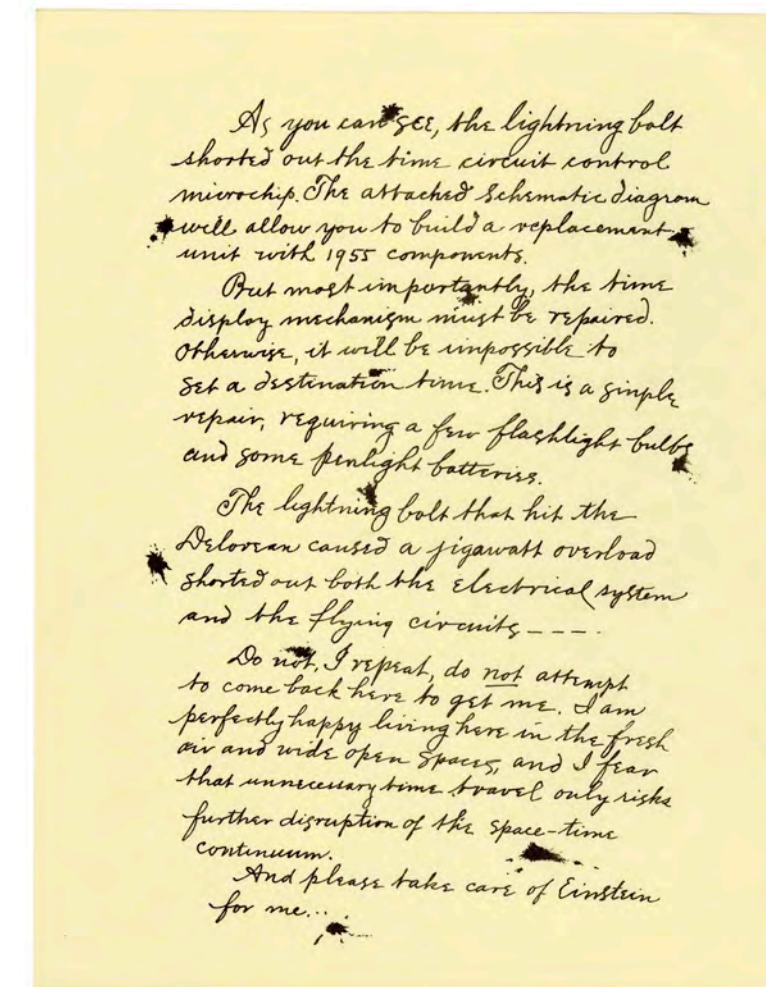 As you can see, the lightning bolt
shorted out the time circuit control
microchip. The attached schematic diagram
will allow you to build a replacement
unit with 1955 components.
But most importantly, the time
display mechanism must be repaired.
Otherwise, it will be impossible to
set a destination time. This is a simple
repair, requiring a few flashlight bulbs
and some penlight batteries.
The lightning bolt that hit the
Delorean caused a jigawatt overload
shorted out both the electrical system
and the flying circuits----.
Do not, I repeat, do not attempt
to come back here to get me. I am
perfectly happy living here in the fresh
air and wide open spaces, and I fear
that unnecessary time travel only risks
further disruption of the space-time
continuum.
And please take care of Einstein
for me...